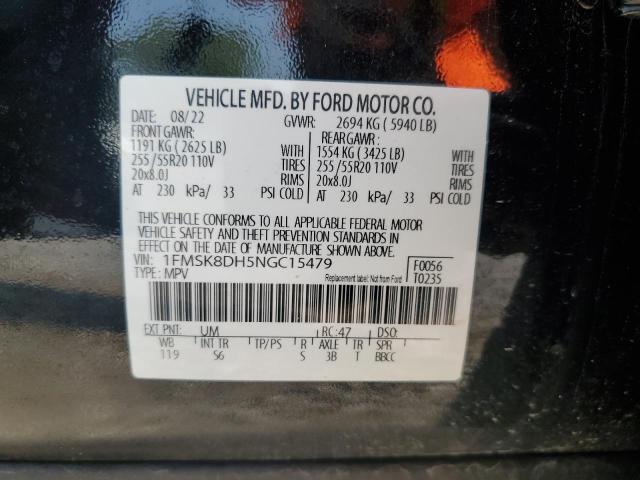 VEHICLE MFD. BY FORD MOTOR CO.
DATE: 08/22 GVWR: 2694 KG ( 5940 LB)
FRONT GAWR: REAR GAWR:
1191 KG ( 2625 LB) WITH 1554 KG ( 3425 LB) WITH
255/55R20 110V TIRES 255/55R20 110V TIRES
20x8.0J RIMS 20x8.0J RIMS
AT 230 kPa/ 33 PSI COLD AT 230 kPa/ 33 PSI COLD
THIS VEHICLE CONFORMS TO ALL APPLICABLE FEDERAL MOTOR
VEHICLE SAFETY AND THEFT PREVENTION STANDARDS IN
EFFECT ON THE DATE OF MANUFACTURE SHOWN ABOVE.
VIN: 1FMSK8DH5NGC15479 F0056
TYPE: MPV Replacement label: Not from Ford T0235
EXT PNT: UM RC: 47 DSO:
WB INT TR TP/PS R AXLE TR SPR
119 S6 S 3B T BBCC